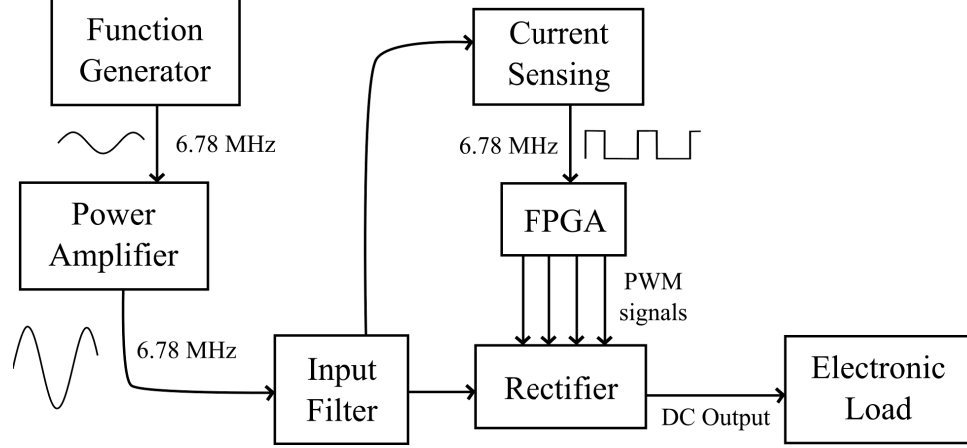 Function
Generator
6.78 MHz
Power
Amplifier
6.78 MHz
Input
Filter
Current
Sensing
6.78 MHz
FPGA
PWM
signals
Rectifier
DC Output
Electronic
Load